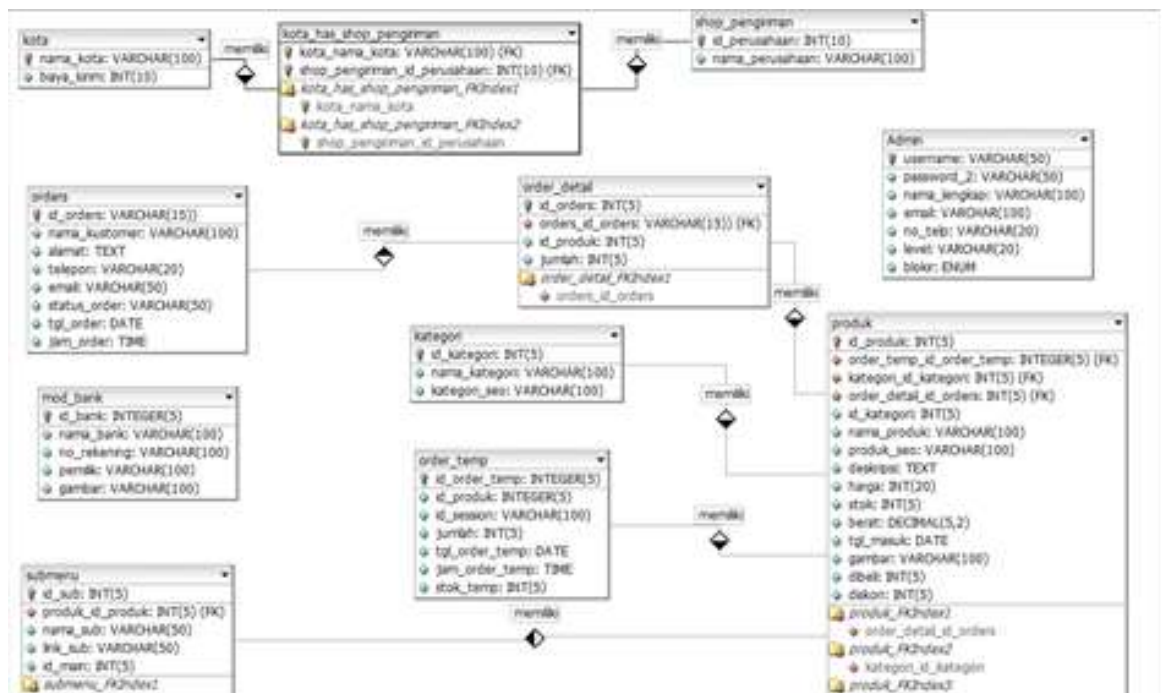 kota
nama_kota: VARCHAR(100)
baya_kirim: INT(10)
memiliki
kota_has_shop_pengiriman
kota_nama_kota: VARCHAR(100) (FK)
shop_pengiriman_id_perusahaan: INT(10) (FK)
kota_has_shop_pengiriman_FKIndex1
kota_nama_kota
kota_has_shop_pengiriman_FKIndex2
shop_pengiriman_id_perusahaan
memiliki
shop_pengiriman
id_perusahaan: INT(10)
nama_perusahaan: VARCHAR(100)
Admin
username: VARCHAR(50)
password_2: VARCHAR(50)
nama_lengkap: VARCHAR(100)
email: VARCHAR(100)
no_telp: VARCHAR(20)
level: VARCHAR(20)
blokir: ENUM
orders
id_orders: VARCHAR(15))
nama_kustomer: VARCHAR(100)
alamat: TEXT
telepon: VARCHAR(20)
email: VARCHAR(50)
status_order: VARCHAR(50)
tgl_order: DATE
jam_order: TIME
memiliki
order_detail
id_orders: INT(5)
orders_id_orders: VARCHAR(15)) (FK)
id_produk: INT(5)
jumlah: INT(5)
order_detail_FKIndex1
orders_id_orders
memiliki
kategori
id_kategori: INT(5)
nama_kategori: VARCHAR(100)
kategori_seo: VARCHAR(100)
memiliki
produk
id_produk: INT(5)
order_temp_id_order_temp: INTEGER(5) (FK)
kategori_id_kategori: INT(5) (FK)
order_detail_id_orders: INT(5) (FK)
id_kategori: INT(5)
nama_produk: VARCHAR(100)
produk_seo: VARCHAR(100)
deskripsi: TEXT
harga: INT(20)
stok: INT(5)
berat: DECIMAL(5,2)
tgl_masuk: DATE
gambar: VARCHAR(100)
dibeli: INT(5)
diskon: INT(5)
produk_FKIndex1
order_detail_id_orders
produk_FKIndex2
kategori_id_kategori
produk_FKIndex3
mod_bank
id_bank: INTEGER(5)
nama_bank: VARCHAR(100)
no_rekening: VARCHAR(100)
pemilik: VARCHAR(100)
gambar: VARCHAR(100)
order_temp
id_order_temp: INTEGER(5)
id_produk: INTEGER(5)
id_session: VARCHAR(100)
jumlah: INT(5)
tgl_order_temp: DATE
jam_order_temp: TIME
stok_temp: INT(5)
memiliki
submenu
id_sub: INT(5)
produk_id_produk: INT(5) (FK)
nama_sub: VARCHAR(50)
link_sub: VARCHAR(50)
id_main: INT(5)
submenu_FKIndex1
memiliki